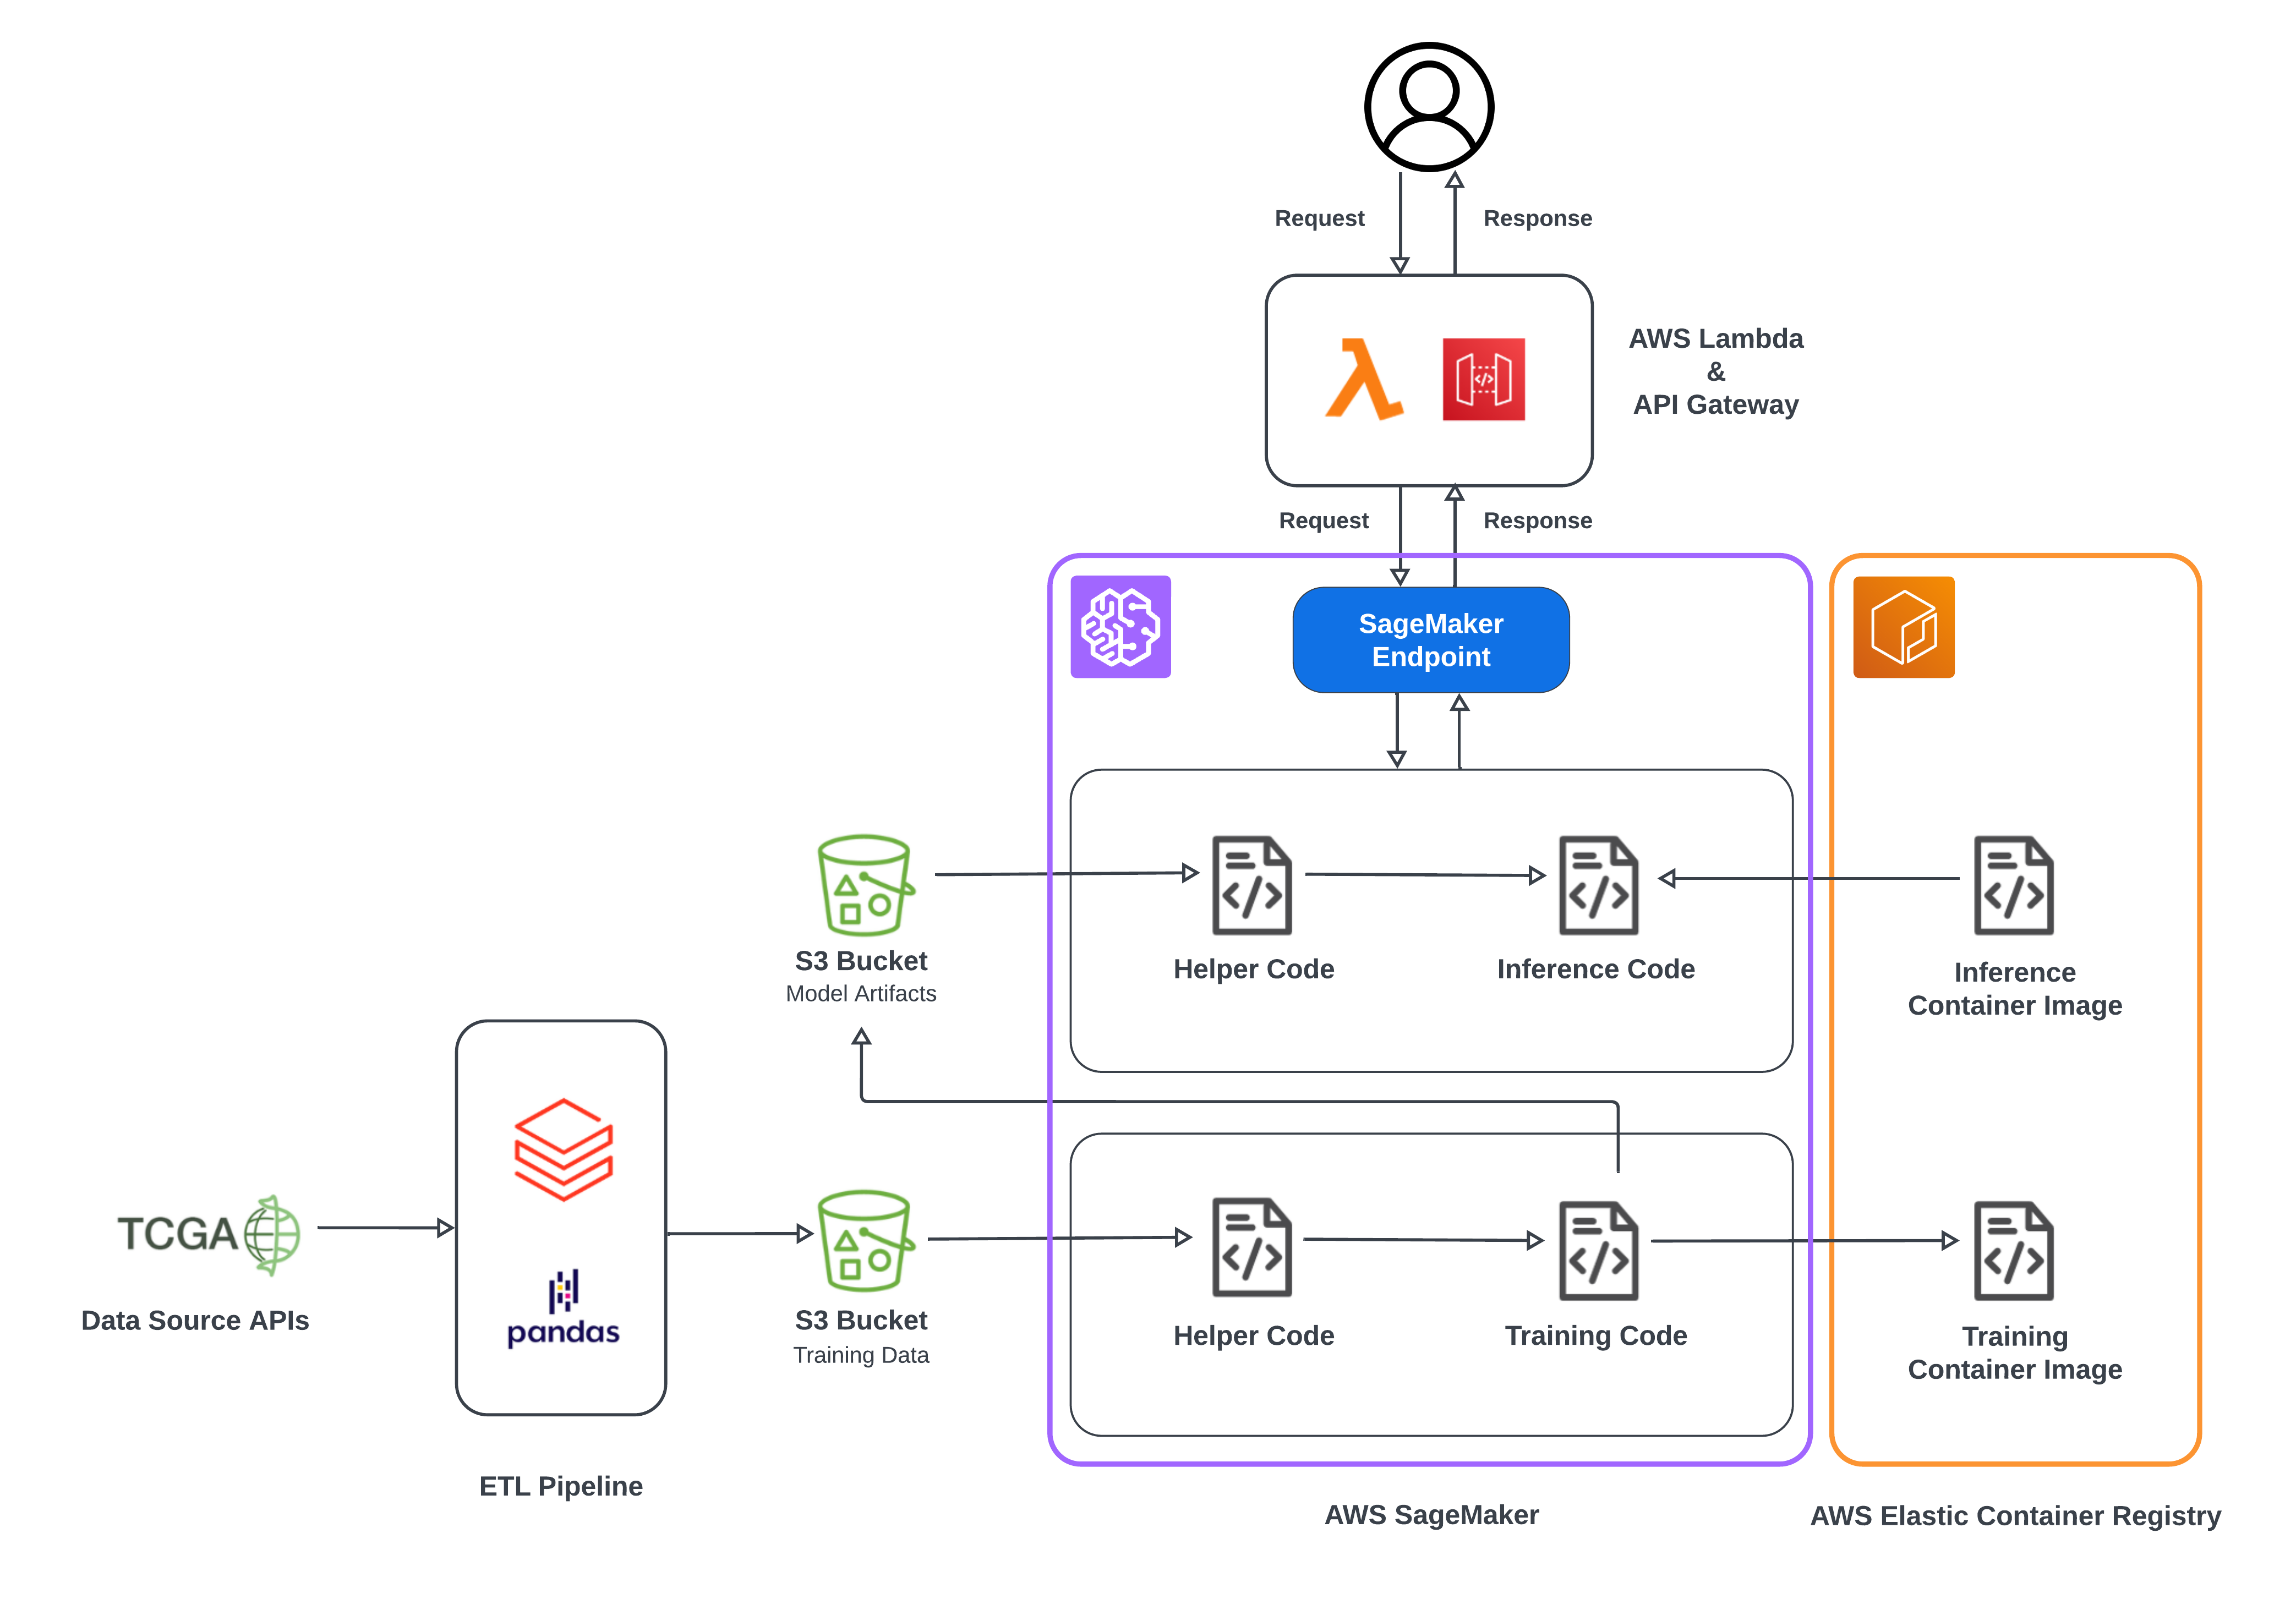 Request
Response
AWS Lambda
&
API Gateway
Request
Response
SageMaker
Endpoint
S3 Bucket
Model Artifacts
Helper Code
Inference Code
Inference
Container Image
TCGA
Data Source APIs
pandas
ETL Pipeline
S3 Bucket
Training Data
Helper Code
Training Code
Training
Container Image
AWS SageMaker
AWS Elastic Container Registry